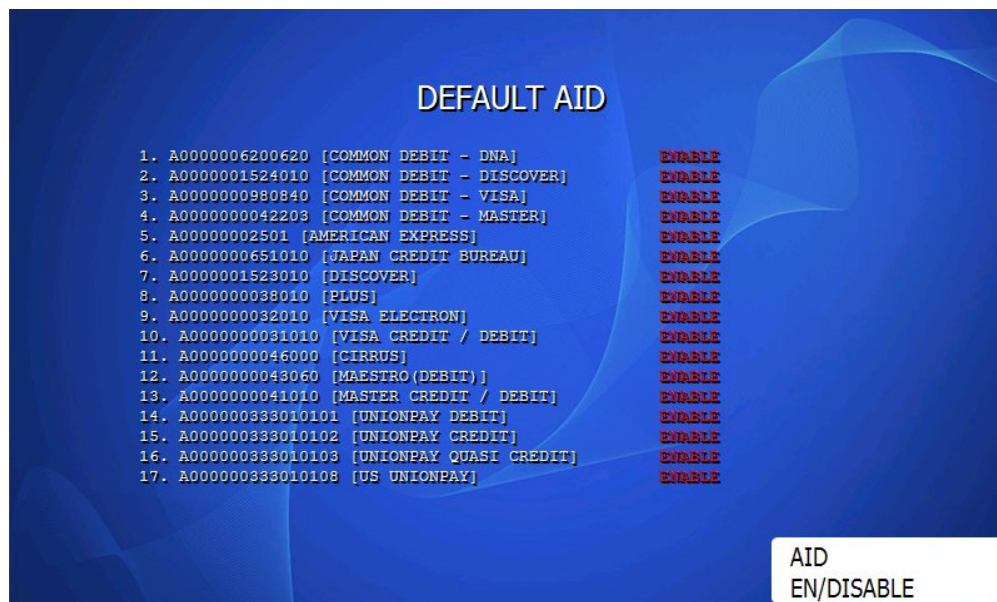 DEFAULT AID
1. A0000006200620 [COMMON DEBIT - DNA] ENABLE
2. A0000001524010 [COMMON DEBIT - DISCOVER] ENABLE
3. A0000000980840 [COMMON DEBIT - VISA] ENABLE
4. A0000000042203 [COMMON DEBIT - MASTER] ENABLE
5. A00000002501 [AMERICAN EXPRESS] ENABLE
6. A0000000651010 [JAPAN CREDIT BUREAU] ENABLE
7. A0000001523010 [DISCOVER] ENABLE
8. A0000000038010 [PLUS] ENABLE
9. A0000000032010 [VISA ELECTRON] ENABLE
10. A0000000031010 [VISA CREDIT / DEBIT] ENABLE
11. A0000000046000 [CIRRUS] ENABLE
12. A0000000043060 [MAESTRO(DEBIT)] ENABLE
13. A0000000041010 [MASTER CREDIT / DEBIT] ENABLE
14. A000000333010101 [UNIONPAY DEBIT] ENABLE
15. A000000333010102 [UNIONPAY CREDIT] ENABLE
16. A000000333010103 [UNIONPAY QUASI CREDIT] ENABLE
17. A000000333010108 [US UNIONPAY] ENABLE
AID
EN/DISABLE